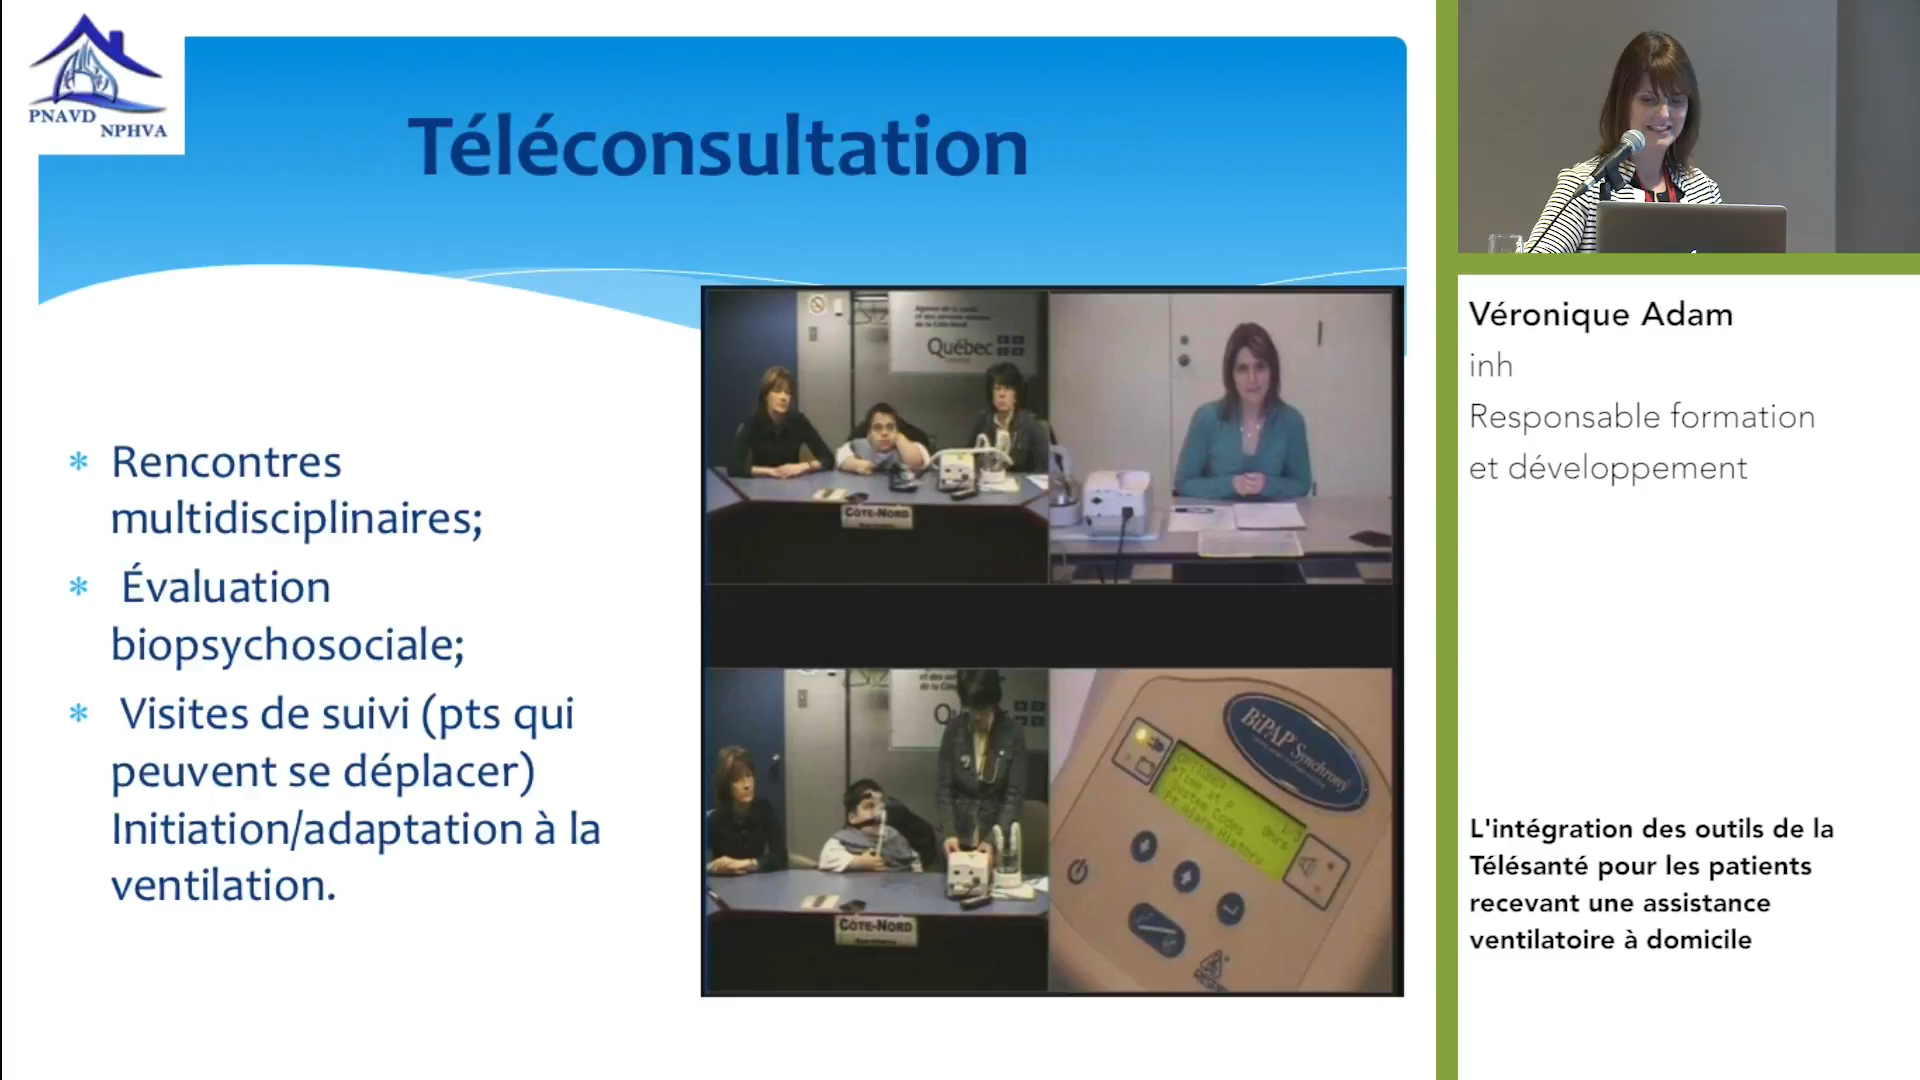 PNAVD
NPHVA
Téléconsultation
* Rencontres
multidisciplinaires;
* Évaluation
biopsychosociale;
* Visites de suivi (pts qui
peuvent se déplacer)
Initiation/adaptation à la
ventilation.
Québec
CÔTE-NORD
CÔTE-NORD
BiPAP Synchrony
Véronique Adam
inh
Responsable formation
et développement
L'intégration des outils de la
Télésanté pour les patients
recevant une assistance
ventilatoire à domicile